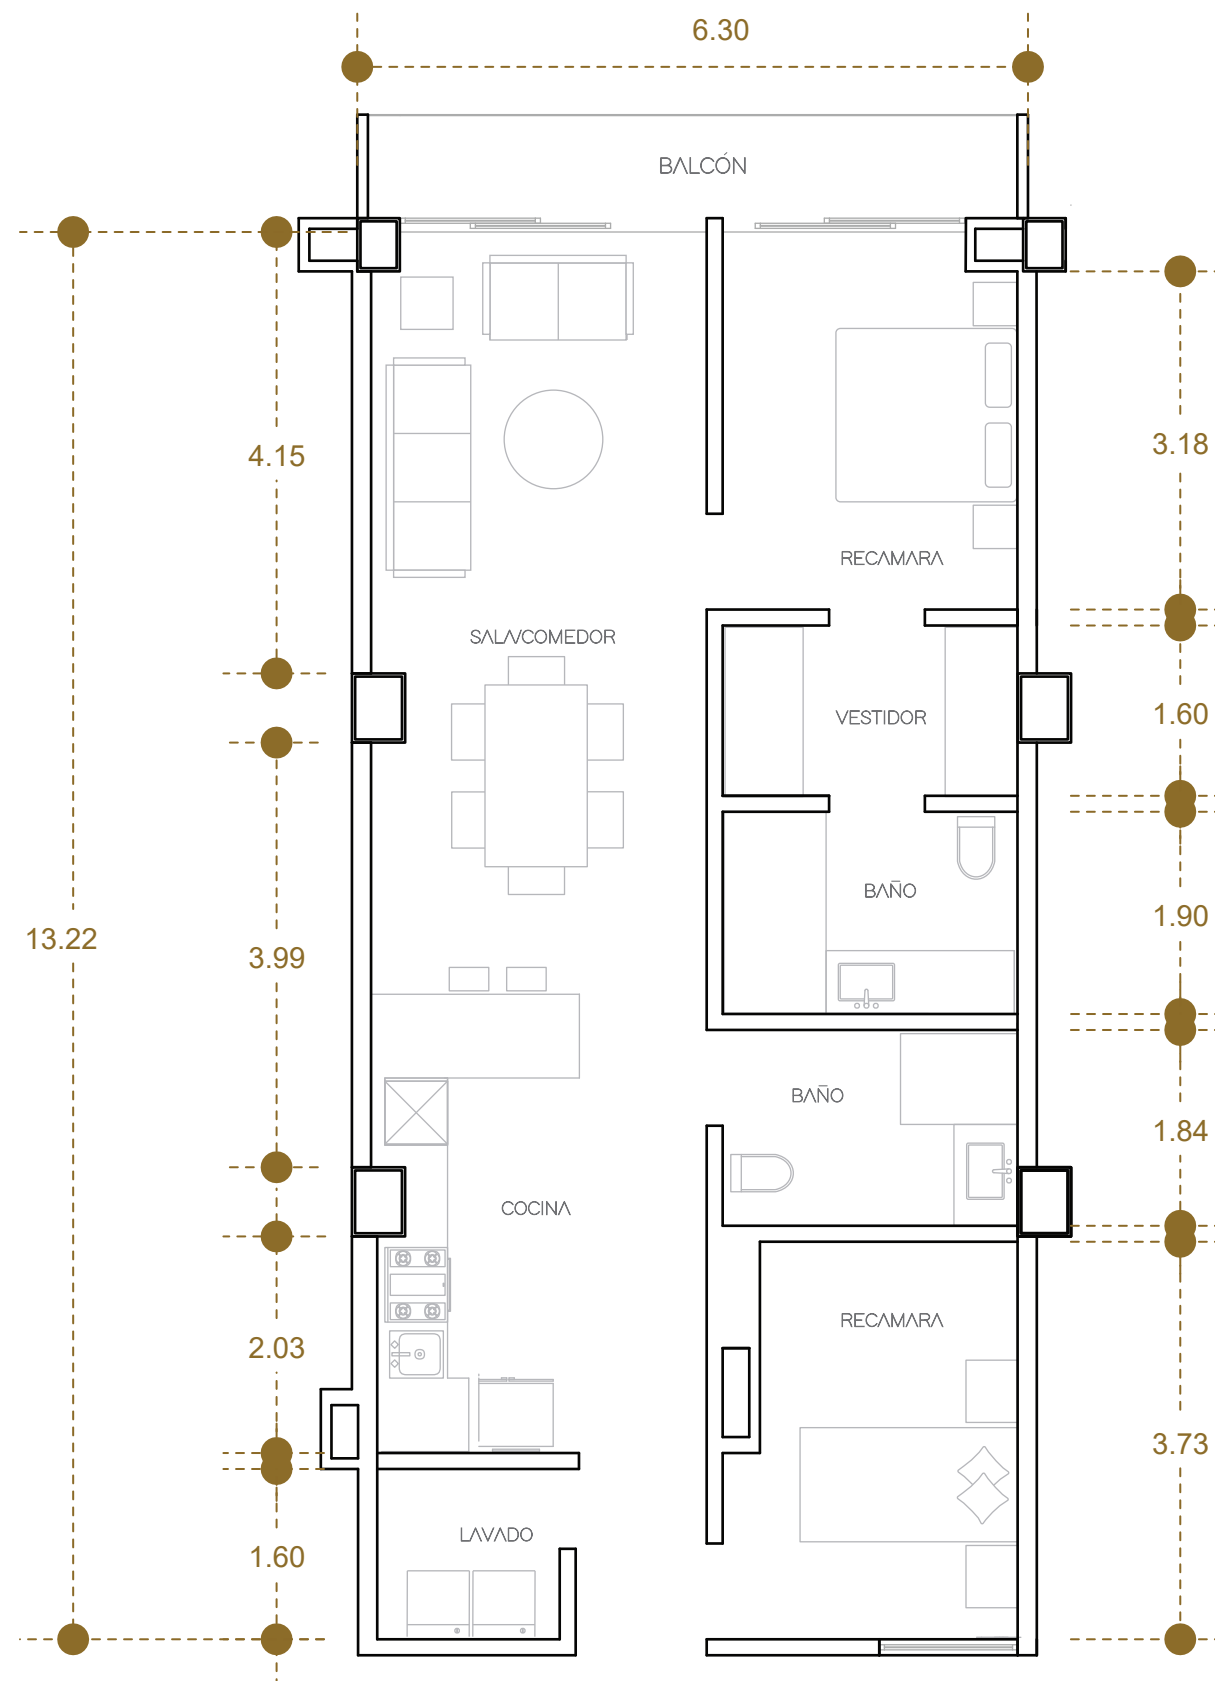 6.30
BALCÓN
4.15
3.18
RECAMARA
SALA/COMEDOR
1.60
VESTIDOR
BAÑO
1.90
13.22
3.99
BAÑO
1.84
COCINA
RECAMARA
2.03
3.73
LAVADO
1.60